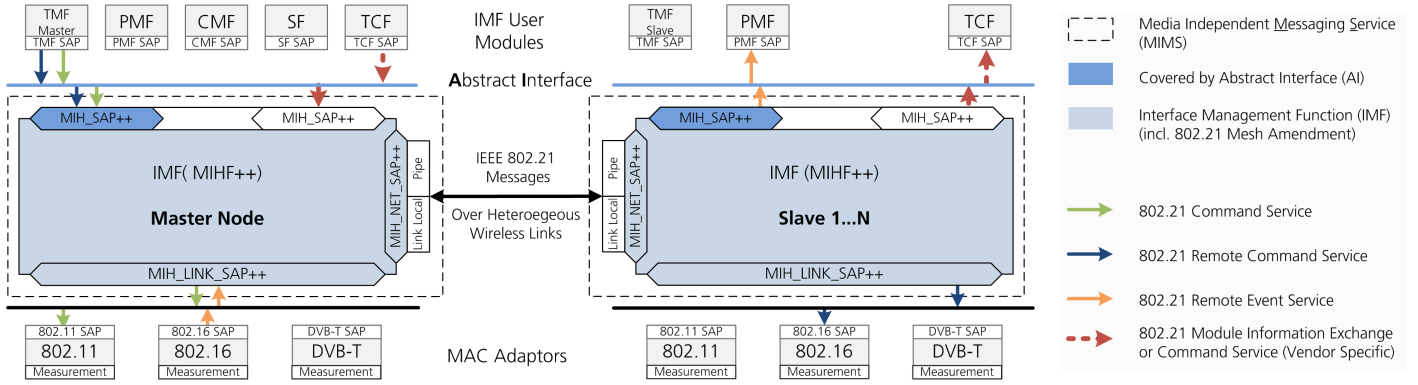 TMF
Master
TMF SAP
PMF
PMF SAP
CMF
CMF SAP
SF
SF SAP
TCF
TCF SAP
IMF User
Modules
TMF
Slave
TMF SAP
PMF
PMF SAP
TCF
TCF SAP
Abstract Interface
MIH_SAP++
MIH_SAP++
IMF( MIHF++)
Master Node
MIH_NET_SAP++
Pipe
Link Local
MIH_LINK_SAP++
IEEE 802.21
Messages
Over Heteroegeous
Wireless Links
MIH_SAP++
MIH_SAP++
Pipe
Link Local
MIH_NET_SAP++
IMF (MIHF++)
Slave 1...N
MIH_LINK_SAP++
802.11 SAP
802.11
Measurement
802.16 SAP
802.16
Measurement
DVB-T SAP
DVB-T
Measurement
MAC Adaptors
802.11 SAP
802.11
Measurement
802.16 SAP
802.16
Measurement
DVB-T SAP
DVB-T
Measurement
Media Independent Messaging Service
(MIMS)
Covered by Abstract Interface (AI)
Interface Management Function (IMF)
(incl. 802.21 Mesh Amendment)
802.21 Command Service
802.21 Remote Command Service
802.21 Remote Event Service
802.21 Module Information Exchange
or Command Service (Vendor Specific)